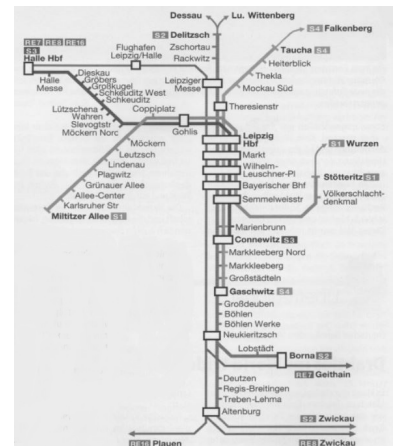 Dessau
Lu. Wittenberg
S2 Delitzsch
Zschortau
Rackwitz
S4 Falkenberg
Taucha S4
Heiterblick
Thekla
Mockau Süd
RE7 RE8 RE16
S3
Halle Hbf
Flughafen
Leipzig/Halle
Leipziger
Messe
Theresienstr
Halle
Messe
Dieskau
Gröbers
Großkugel
Schkeuditz West
Schkeuditz
Lützschena
Wahren
Slevogtstr
Möckern Norc
Coppiplatz
Gohlis
Möckern
Leutzsch
Lindenau
Plagwitz
Grünauer Allee
Allee-Center
Karlsruher Str
Miltitzer Allee S1
Leipzig
Hbf
Markt
Wilhelm-
Leuschner-Pl
Bayerischer Bhf
Semmelweisstr
S1 Wurzen
Stötteritz S1
Völkerschlacht-
denkmal
Marienbrunn
Connewitz S3
Markkleeberg Nord
Markkleeberg
Großstädteln
Gaschwitz S4
Großdeuben
Böhlen
Böhlen Werke
Neukieritzsch
Lobstädt
Borna S2
RE7 Geithain
Deutzen
Regis-Breitingen
Treben-Lehma
Altenburg
S2 Zwickau
RE16 Plauen
RE8 Zwickau